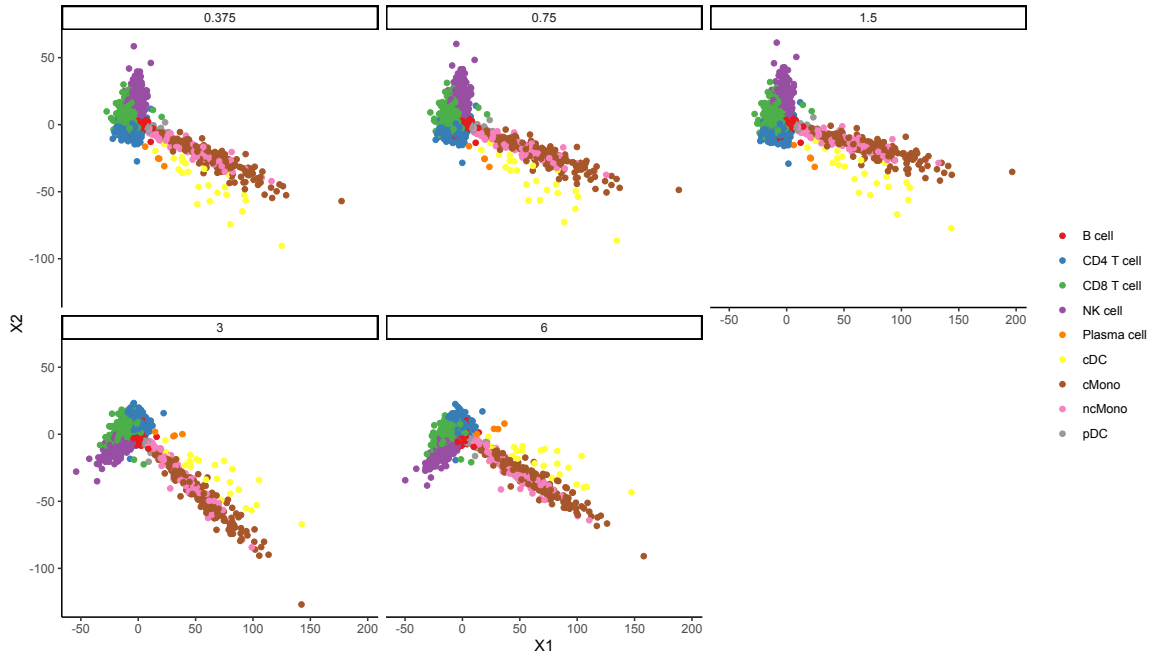 0.375
0.75
1.5
50
0
-50
-100
-50 0 50 100 150 200
3
6
50
0
-50
-100
-50 0 50 100 150 200
-50 0 50 100 150 200
X1
X2
B cell
CD4 T cell
CD8 T cell
NK cell
Plasma cell
cDC
cMono
ncMono
pDC